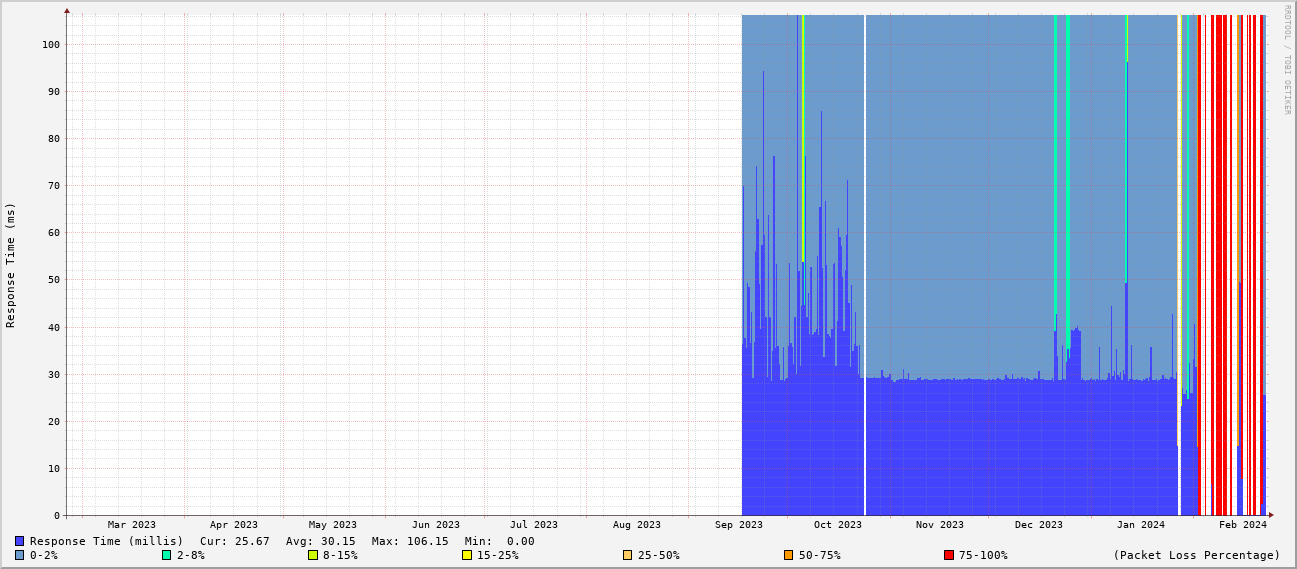 RRDTOOL / TOBI OETIKER
Response Time (ms)
100
90
80
70
60
50
40
30
20
10
0
Mar 2023 Apr 2023 May 2023 Jun 2023 Jul 2023 Aug 2023 Sep 2023 Oct 2023 Nov 2023 Dec 2023 Jan 2024 Feb 2024
Response Time (millis) Cur: 25.67 Avg: 30.15 Max: 106.15 Min: 0.00
0-2% 2-8% 8-15% 15-25% 25-50% 50-75% 75-100% (Packet Loss Percentage)